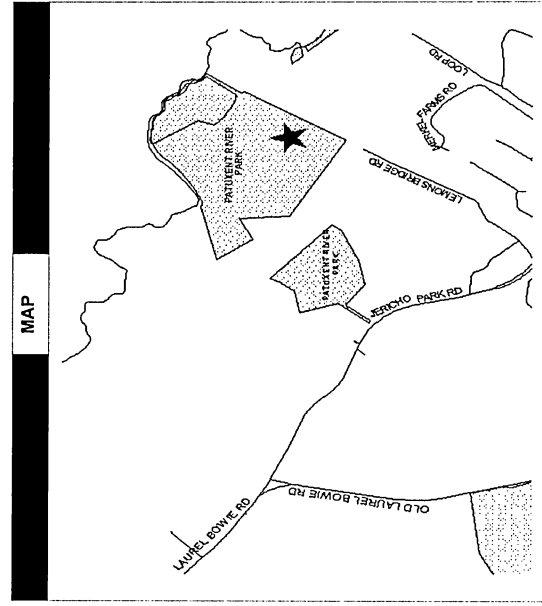 MAP
PATUXENT RIVER
PARK
PATUXENT RIVER
PARK
LOOP RD
MERKEL FARMS RD
LEMONS BRIDGE RD
JERICHO PARK RD
LAUREL BOWIE RD
OLD LAUREL BOWIE RD